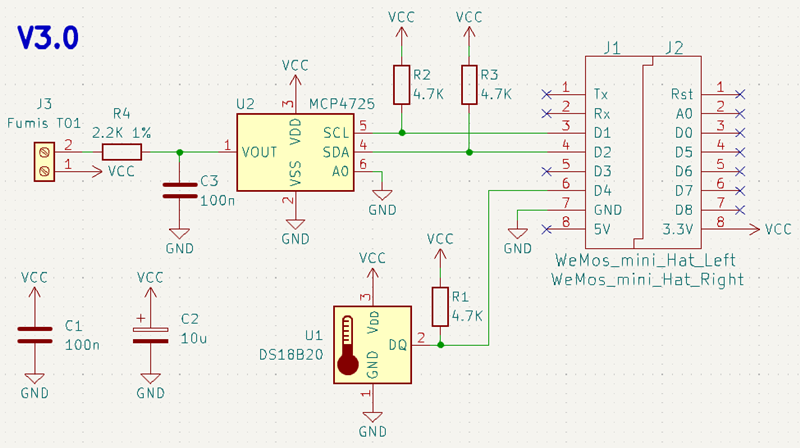 V3.0
J3
Fumis T01
2
1
VCC
R4
2.2K 1%
C3
100n
GND
U2
MCP4725
VCC
3
1
VOUT
VDD
VSS
SCL
SDA
A0
5
4
6
2
GND
GND
VCC
R2
4.7K
VCC
R3
4.7K
J1
J2
1
Tx
Rst
1
2
Rx
A0
2
3
D1
D0
3
4
D2
D5
4
5
D3
D6
5
6
D4
D7
6
7
GND
D8
7
8
5V
3.3V
8
VCC
GND
WeMos_mini_Hat_Left
WeMos_mini_Hat_Right
VCC
C1
100n
GND
VCC
+
C2
10u
GND
VCC
3
U1
DS18B20
VDD
DQ
GND
2
1
GND
VCC
R1
4.7K